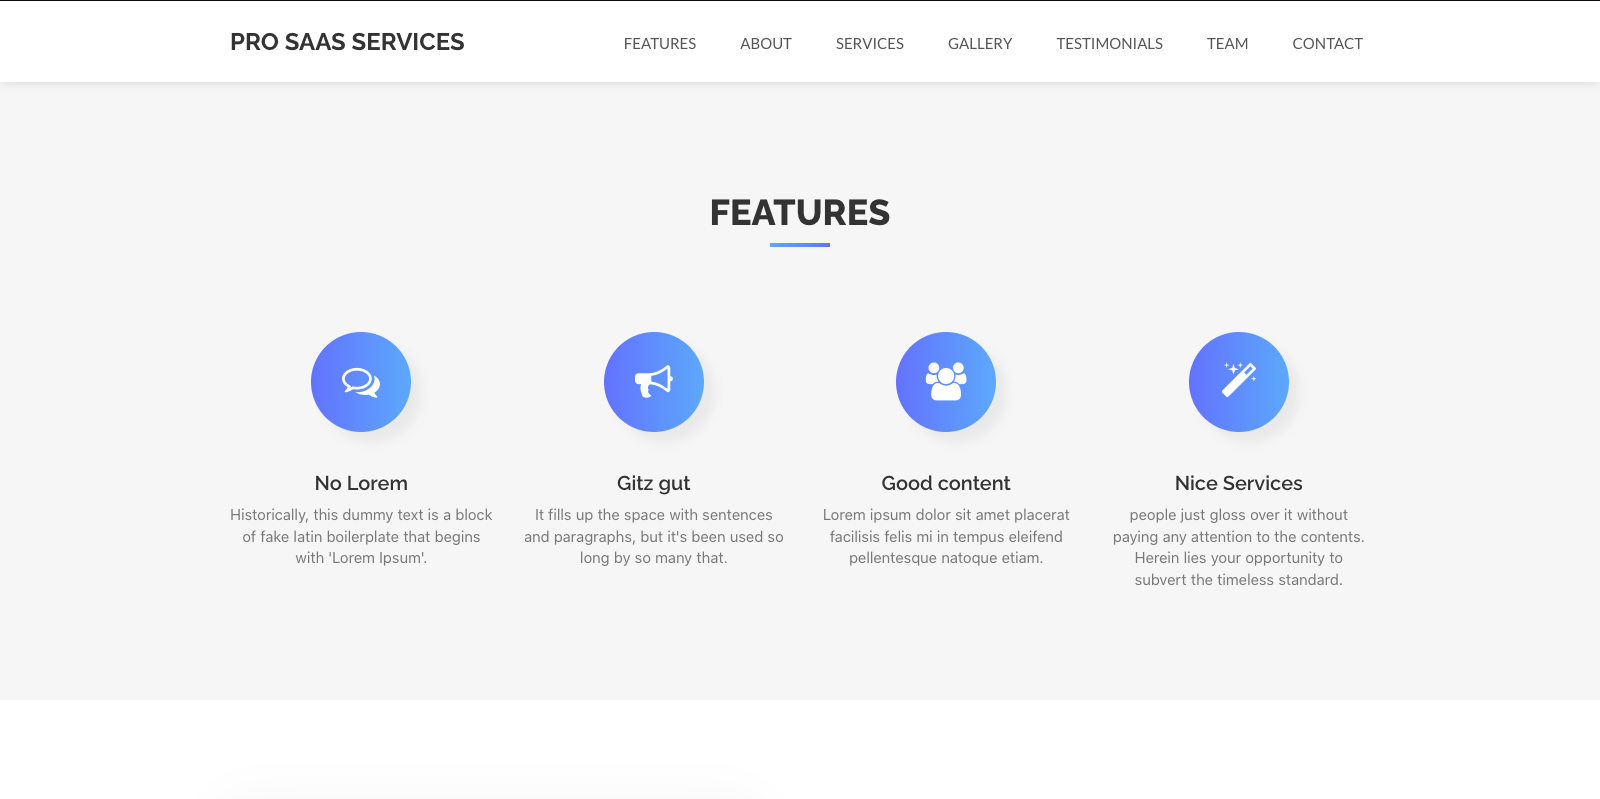 PRO SAAS SERVICES
FEATURES ABOUT SERVICES GALLERY TESTIMONIALS TEAM CONTACT
FEATURES
No Lorem
Historically, this dummy text is a block
of fake latin boilerplate that begins
with 'Lorem Ipsum'.
Gitz gut
It fills up the space with sentences
and paragraphs, but it's been used so
long by so many that.
Good content
Lorem ipsum dolor sit amet placerat
facilisis felis mi in tempus eleifend
pellentesque natoque etiam.
Nice Services
people just gloss over it without
paying any attention to the contents.
Herein lies your opportunity to
subvert the timeless standard.